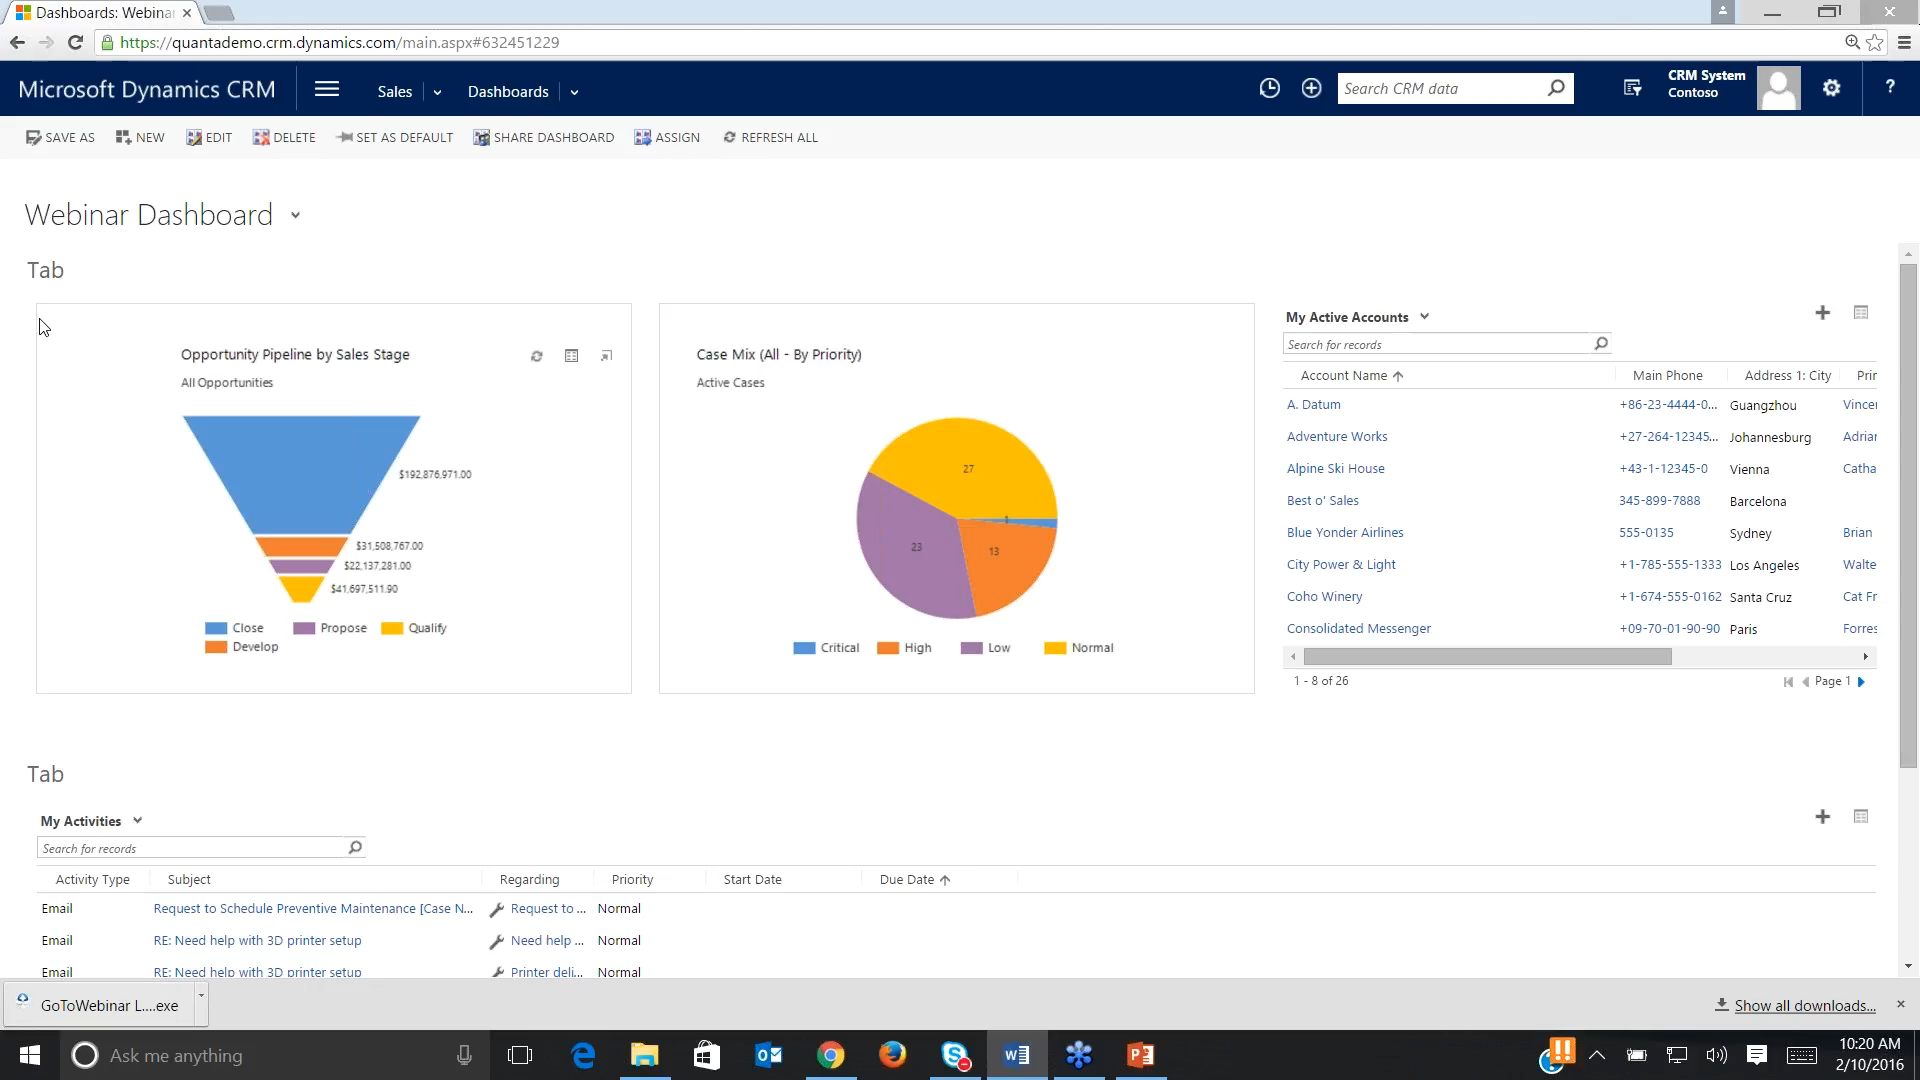 Dashboards: Webinar
https://quantademo.crm.dynamics.com/main.aspx#632451229
Microsoft Dynamics CRM
Sales
Dashboards
Search CRM data
CRM System
Contoso
?
SAVE AS
NEW
EDIT
DELETE
SET AS DEFAULT
SHARE DASHBOARD
ASSIGN
REFRESH ALL
Webinar Dashboard
Tab
Opportunity Pipeline by Sales Stage
All Opportunities
$192,876,971.00
$31,508,767.00
$22,137,281.00
$41,697,511.90
Close Propose Qualify
Develop
Case Mix (All - By Priority)
Active Cases
27
1
23
13
Critical High Low Normal
My Active Accounts
Search for records
Account Name Main Phone Address 1: City Prir
A. Datum +86-23-4444-0... Guangzhou Vincer
Adventure Works +27-264-12345... Johannesburg Adriar
Alpine Ski House +43-1-12345-0 Vienna Catha
Best o' Sales 345-899-7888 Barcelona
Blue Yonder Airlines 555-0135 Sydney Brian
City Power & Light +1-785-555-1333 Los Angeles Walte
Coho Winery +1-674-555-0162 Santa Cruz Cat Fr
Consolidated Messenger +09-70-01-90-90 Paris Forres
1 - 8 of 26
Page 1
Tab
My Activities
Search for records
Activity Type Subject Regarding Priority Start Date Due Date
Email Request to Schedule Preventive Maintenance [Case N... Request to ... Normal
Email RE: Need help with 3D printer setup Need help ... Normal
Email RE: Need help with 3D printer setup Printer deli... Normal
GoToWebinar L....exe
Show all downloads...
Ask me anything
10:20 AM
2/10/2016